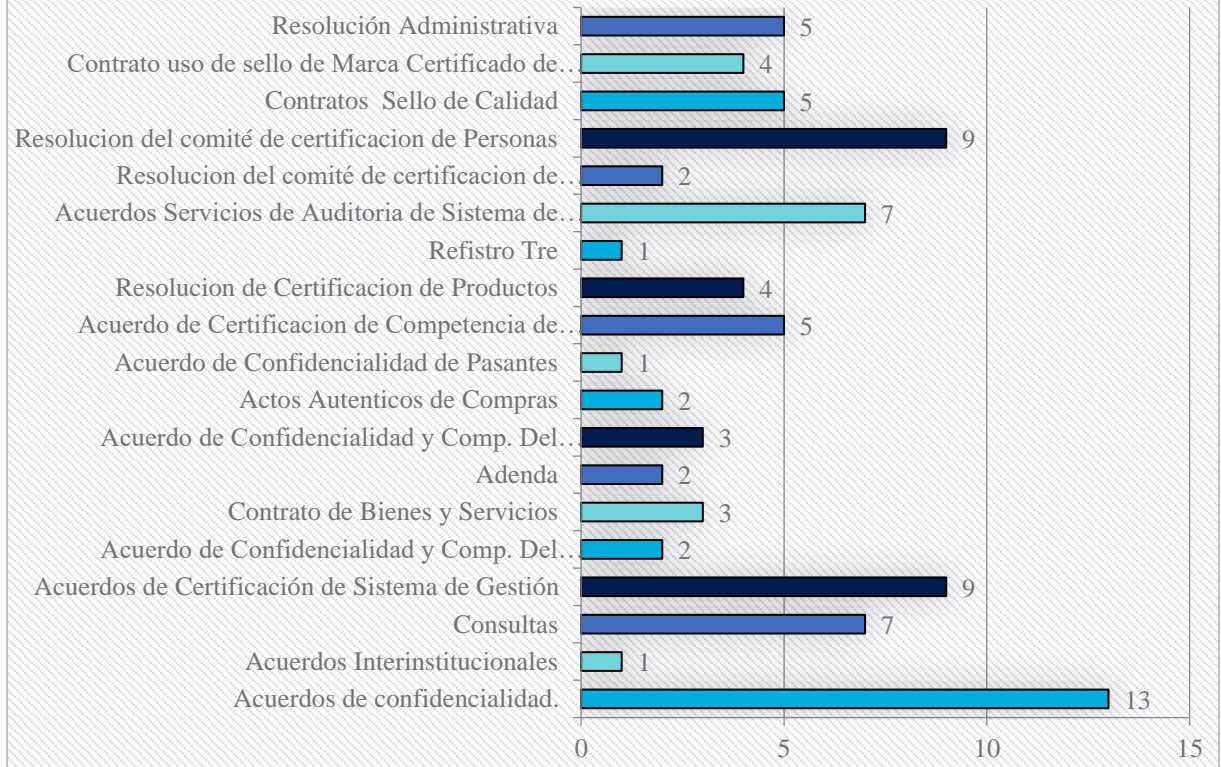 Resolución Administrativa 5
Contrato uso de sello de Marca Certificado de... 4
Contratos Sello de Calidad 5
Resolucion del comité de certificacion de Personas 9
Resolucion del comité de certificacion de... 2
Acuerdos Servicios de Auditoria de Sistema de... 7
Refistro Tre 1
Resolucion de Certificacion de Productos 4
Acuerdo de Certificacion de Competencia de... 5
Acuerdo de Confidencialidad de Pasantes 1
Actos Autenticos de Compras 2
Acuerdo de Confidencialidad y Comp. Del... 3
Adenda 2
Contrato de Bienes y Servicios 3
Acuerdo de Confidencialidad y Comp. Del... 2
Acuerdos de Certificación de Sistema de Gestión 9
Consultas 7
Acuerdos Interinstitucionales 1
Acuerdos de confidencialidad. 13
0 5 10 15